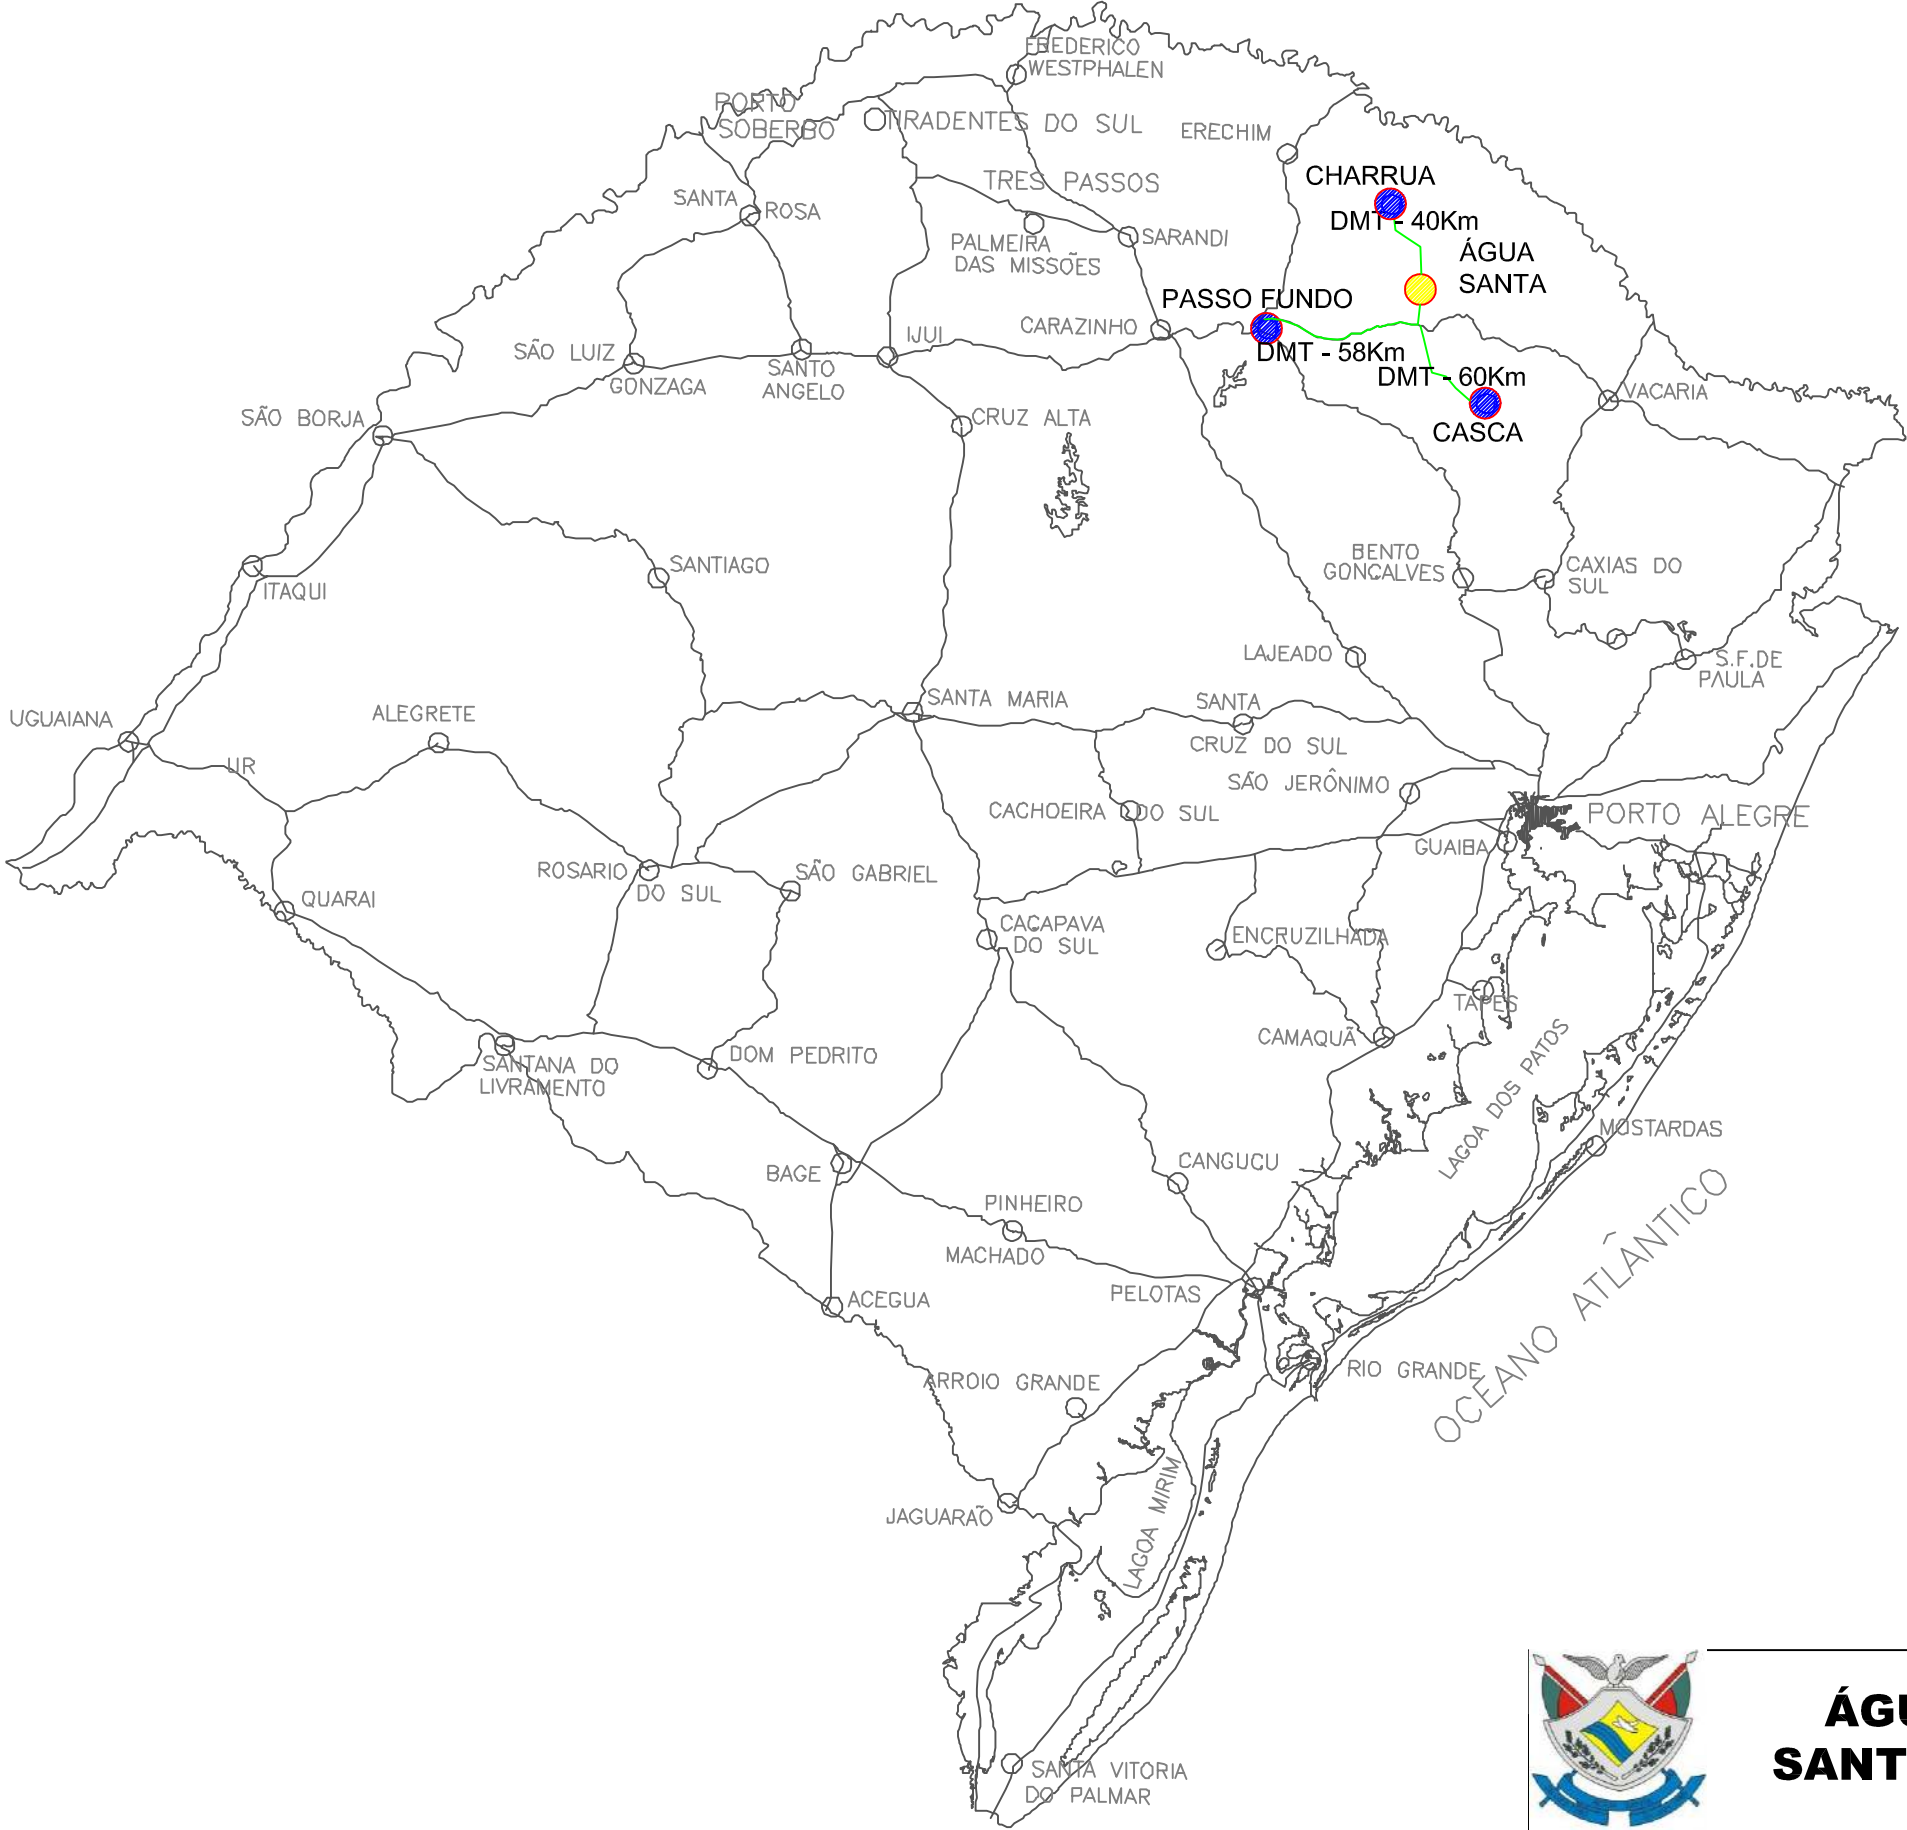 FREDERICO
WESTPHALEN
PORTO
SOBERBO
TIRADENTES DO SUL
ERECHIM
TRES PASSOS
CHARRUA
DMT - 40Km
SANTA
ROSA
PALMEIRA
DAS MISSÕES
SARANDI
ÁGUA
SANTA
PASSO FUNDO
CARAZINHO
IJUI
SÃO LUIZ
GONZAGA
SANTO
ANGELO
DMT - 58Km
DMT - 60Km
VACARIA
CASCA
SÃO BORJA
CRUZ ALTA
ITAQUI
SANTIAGO
BENTO
GONÇALVES
CAXIAS DO
SUL
LAJEADO
S.F.DE
PAULA
UGUAIANA
UR
ALEGRETE
SANTA MARIA
SANTA
CRUZ DO SUL
SÃO JERÔNIMO
CACHOEIRA DO SUL
PORTO ALEGRE
GUAIBA
ROSARIO
DO SUL
SÃO GABRIEL
QUARAI
CAÇAPAVA
DO SUL
ENCRUZILHADA
TAPES
CAMAQUÃ
SANTANA DO
LIVRAMENTO
DOM PEDRITO
LAGOA DOS PATOS
MOSTARDAS
BAGE
CANGUCU
PINHEIRO
MACHADO
OCEANO ATLÂNTICO
PELOTAS
ACEGUA
RIO GRANDE
ARROIO GRANDE
JAGUARÃO
LAGOA MIRIM
SANTA VITORIA
DO PALMAR
ÁGU
SANT